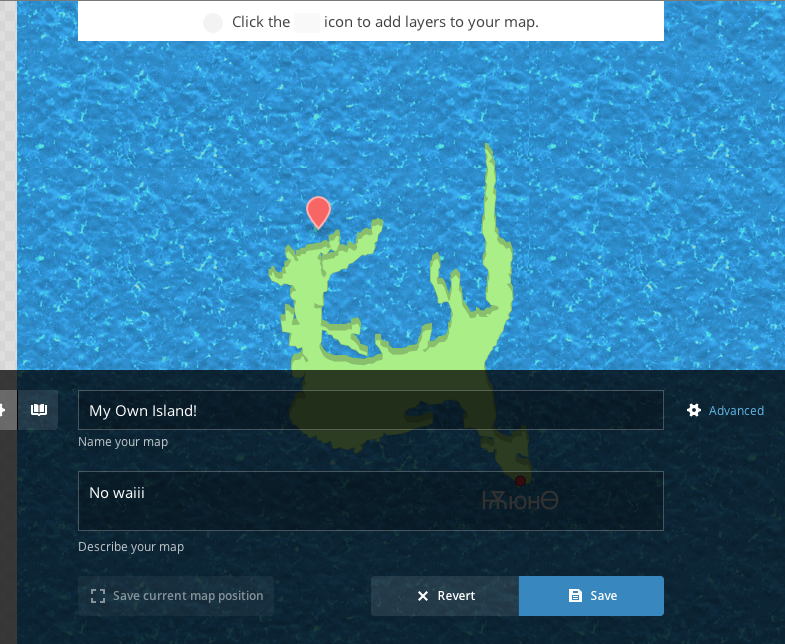 Click the icon to add layers to your map.
My Own Island!
Advanced
Name your map
No waiii
Describe your map
Save current map position
Revert
Save